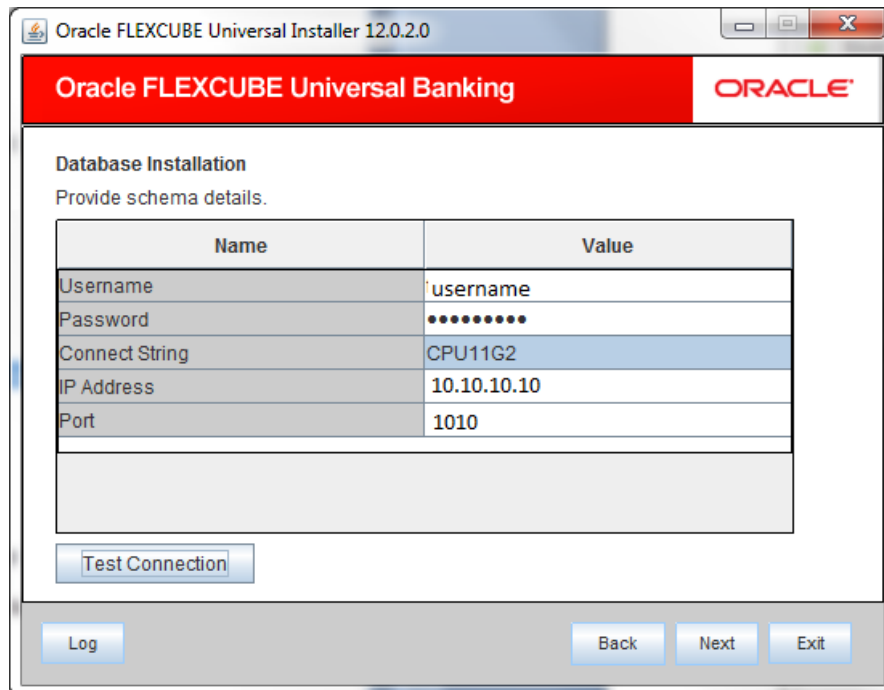 Oracle FLEXCUBE Universal Installer 12.0.2.0
Oracle FLEXCUBE Universal Banking
ORACLE
Database Installation
Provide schema details.
Name Value
Username username
Password •••••••••
Connect String CPU11G2
IP Address 10.10.10.10
Port 1010
Test Connection
Log Back Next Exit